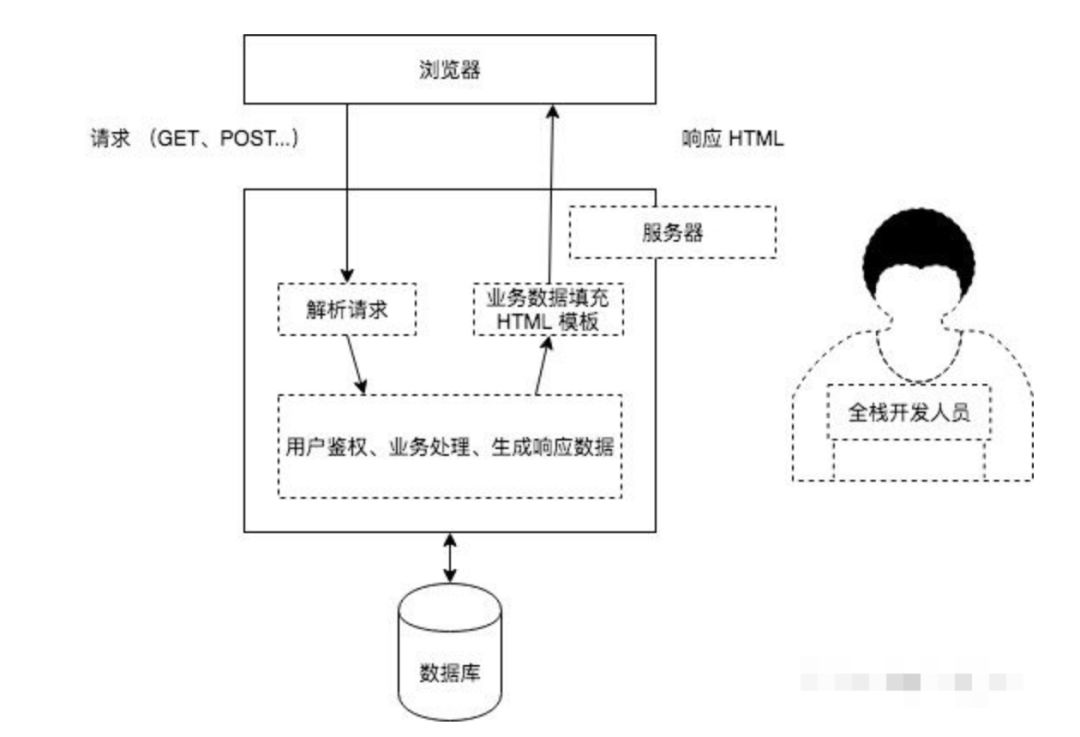 浏览器
请求 （GET、POST...）
响应 HTML
服务器
解析请求
业务数据填充
HTML 模板
用户鉴权、业务处理、生成响应数据
全栈开发人员
数据库